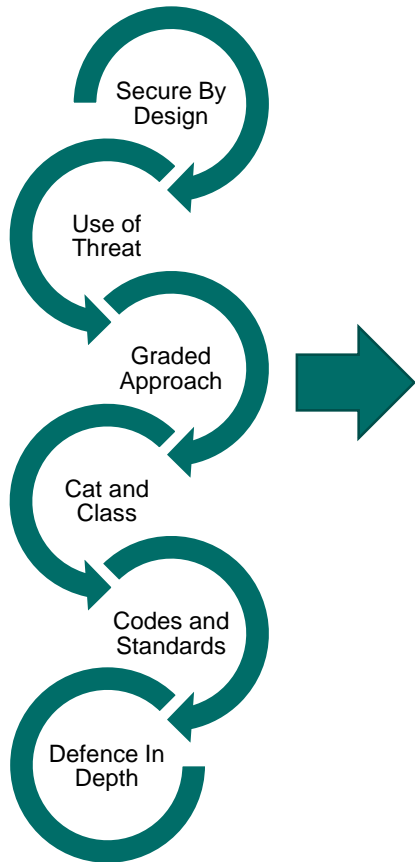 Secure By
Design
Use of
Threat
Graded
Approach
Cat and
Class
Codes and
Standards
Defence In
Depth